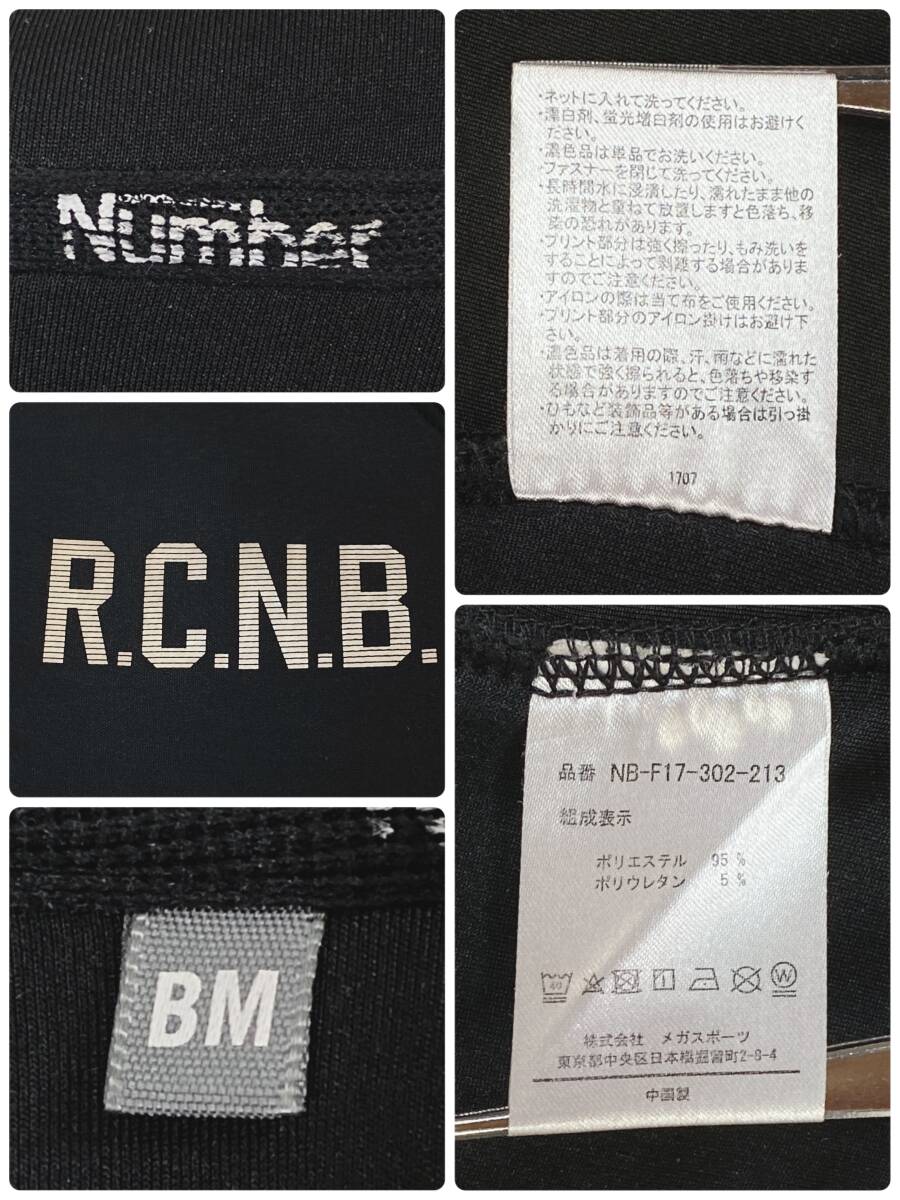 Number
R.C.N.B.
BM
・ネットに入れて洗ってください。
・漂白剤、蛍光増白剤の使用はお避けく
ださい。
・濃色品は単品でお洗いください。
・ファスナーを閉じて洗ってください。
・長時間水に浸漬したり、濡れたまま他の
洗濯物と重ねて放置しますと色落ち、移
染の恐れがあります。
・プリント部分は強く擦ったり、もみ洗いを
することによって剥離する場合がありま
すのでご注意ください。
・アイロンの際は当て布をご使用ください。
・プリント部分のアイロン掛けはお避け下
さい。
・濃色品は着用の際、汗、雨などに濡れた
状態で強く擦られると、色落ちや移染す
る場合がありますのでご注意ください。
・ひもなど装飾品等がある場合は引っ掛
かりにご注意ください。
1707
品番 NB-F17-302-213
組成表示
ポリエステル 95%
ポリウレタン 5%
40 W
株式会社 メガスポーツ
東京都中央区日本橋堀留町2-8-4
中国製